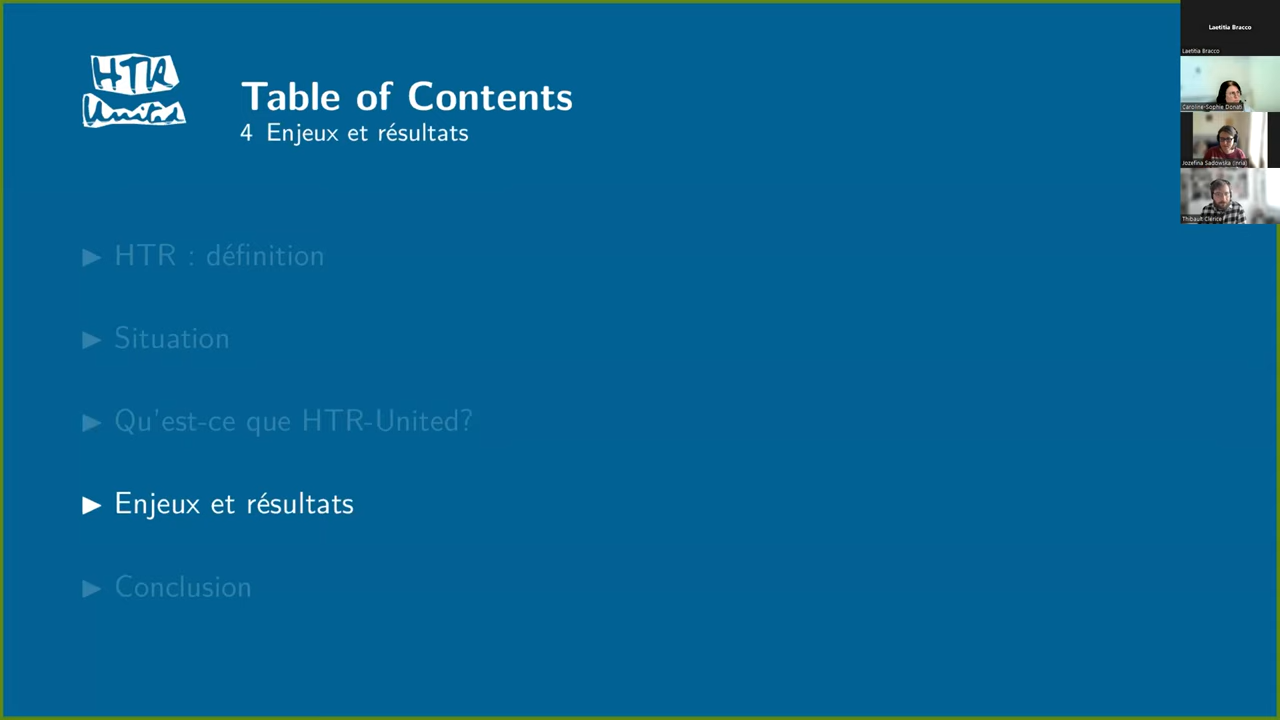 HTR
United
Table of Contents
4 Enjeux et résultats
▶ HTR : définition
▶ Situation
▶ Qu'est-ce que HTR-United?
▶ Enjeux et résultats
▶ Conclusion
Laetitia Bracco
Laetitia Bracco
Caroline-Sophie Donati
Jozefina Sadowska (Inria)
Thibault Clérice